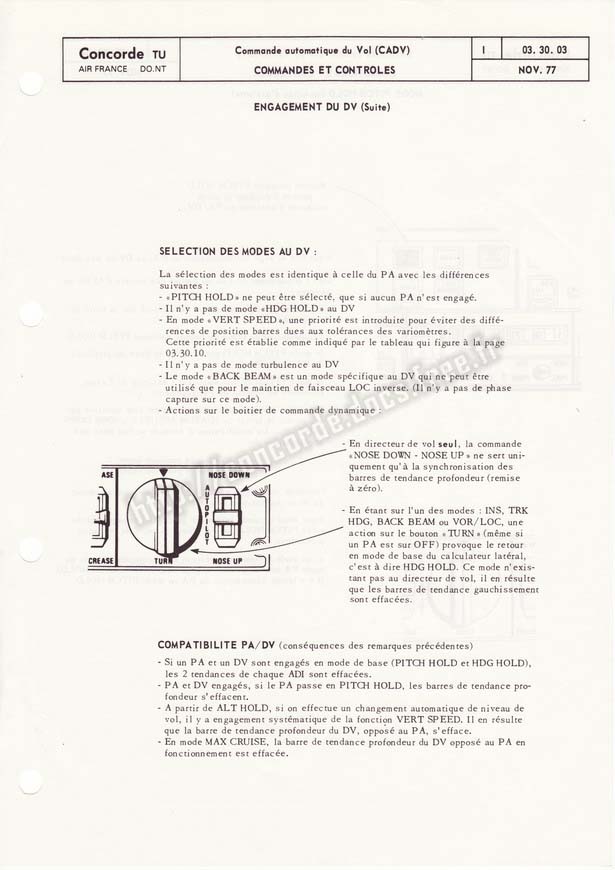 Concorde TU
AIR FRANCE DO.NT
Commande automatique du Vol (CADV)
COMMANDES ET CONTROLES
I 03. 30. 03
NOV. 77
ENGAGEMENT DU DV (Suite)
SELECTION DES MODES AU DV :
La sélection des modes est identique à celle du PA avec les différences
suivantes :
- «PITCH HOLD» ne peut être sélecté, que si aucun PA n'est engagé.
- Il n'y a pas de mode «HDG HOLD» au DV
- En mode «VERT SPEED», une priorité est introduite pour éviter des diffé-
rences de position barres dues aux tolérances des variomètres.
Cette priorité est établie comme indiqué par le tableau qui figure à la page
03.30.10.
- Il n'y a pas de mode turbulence au DV
- Le mode «BACK BEAM» est un mode spécifique au DV qui ne peut être
utilisé que pour le maintien de faisceau LOC inverse. (Il n'y a pas de phase
capture sur ce mode).
- Actions sur le boitier de commande dynamique :
- En directeur de vol seul, la commande
«NOSE DOWN - NOSE UP» ne sert uni-
quement qu'à la synchronisation des
barres de tendance profondeur (remise
à zéro).
- En étant sur l'un des modes : INS, TRK
HDG, BACK BEAM ou VOR/LOC, une
action sur le bouton «TURN» (même si
un PA est sur OFF) provoque le retour
en mode de base du calculateur latéral,
c'est à dire HDG HOLD. Ce mode n'exis-
tant pas au directeur de vol, il en résulte
que les barres de tendance gauchissement
sont effacées.
ASE
NOSE DOWN
AUTOPILOT
CREASE
TURN
NOSE UP
COMPATIBILITE PA/DV (conséquences des remarques précédentes)
- Si un PA et un DV sont engagés en mode de base (PITCH HOLD et HDG HOLD),
les 2 tendances de chaque ADI sont effacées.
- PA et DV engagés, si le PA passe en PITCH HOLD, les barres de tendance pro-
fondeur s'effacent.
- A partir de ALT HOLD, si on effectue un changement automatique de niveau de
vol, il y a engagement systématique de la fonction VERT SPEED. Il en résulte
que la barre de tendance profondeur du DV, opposé au PA, s'efface.
- En mode MAX CRUISE, la barre de tendance profondeur du DV opposé au PA en
fonctionnement est effacée.